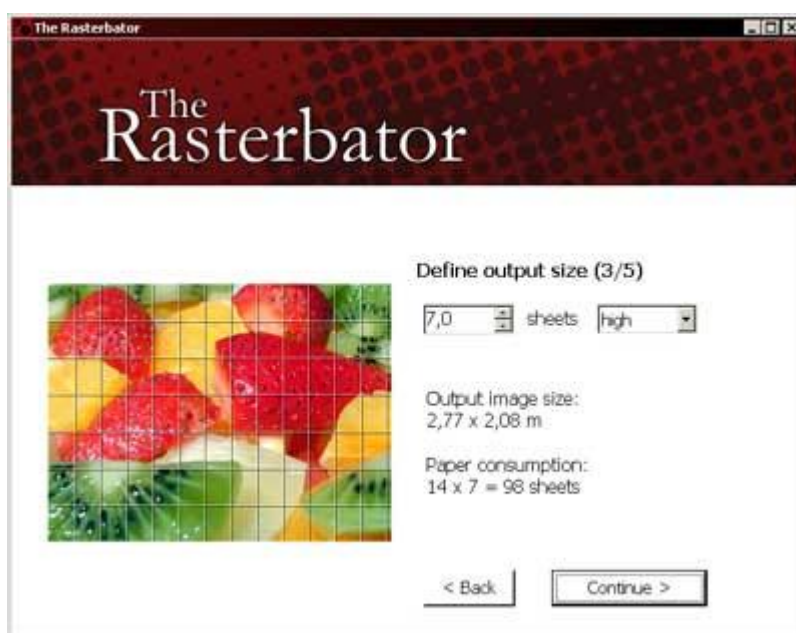 The Rasterbator
The
Rasterbator
Define output size (3/5)
7,0 sheets high
Output image size:
2,77 x 2,08 m
Paper consumption:
14 x 7 = 98 sheets
< Back Continue >